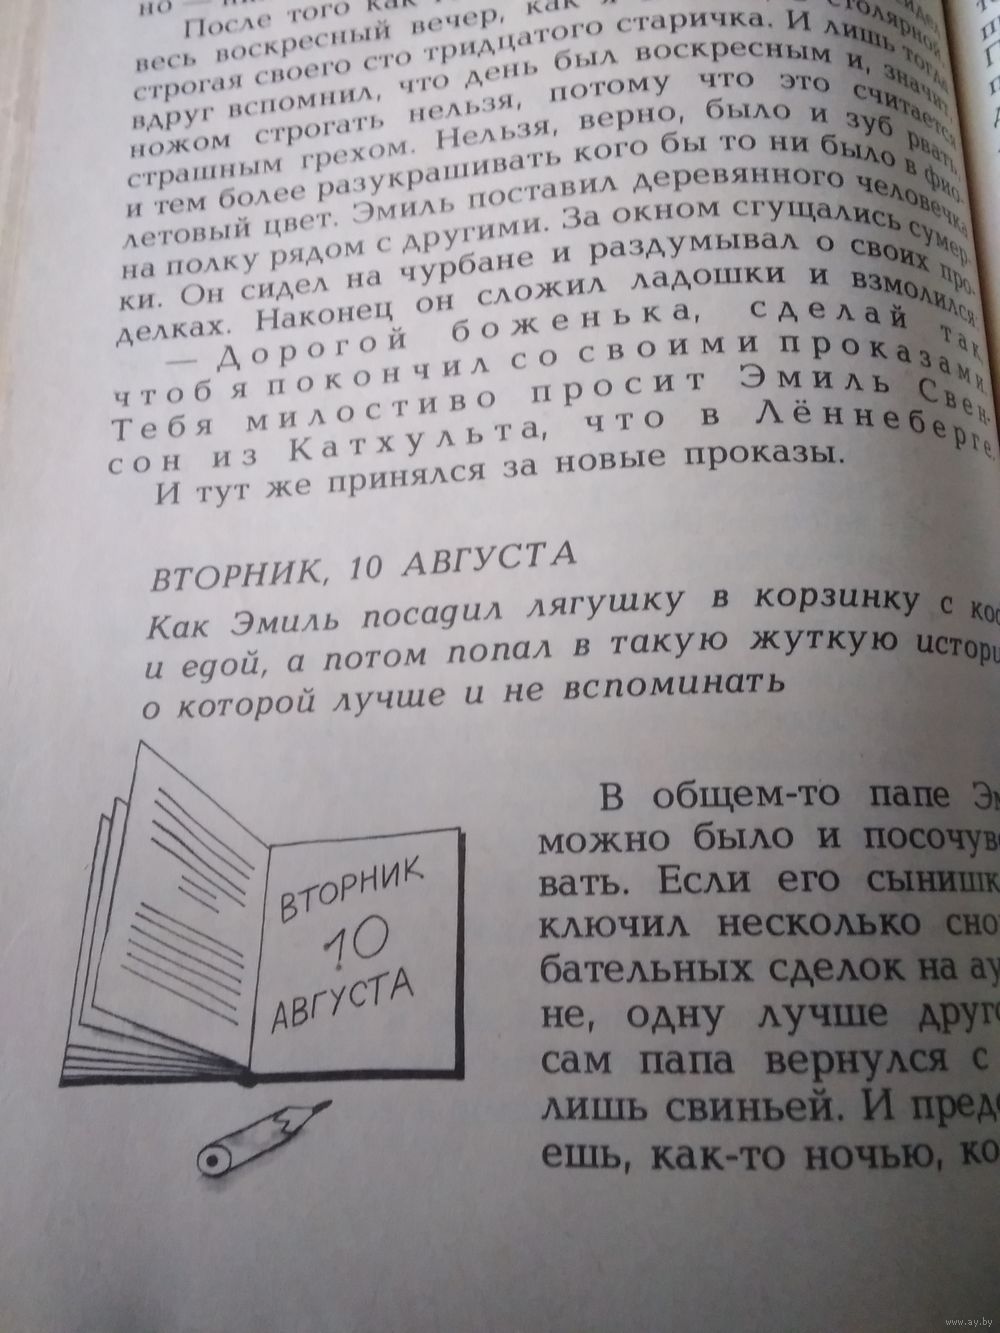 После того как
весь воскресный вечер, как
строгая своего сто тридцатого старичка. И лишь тогда
вдруг вспомнил, что день был воскресным и, значит,
ножом строгать нельзя, потому что это считается
страшным грехом. Нельзя, верно, было и зуб рвать,
и тем более разукрашивать кого бы то ни было в фио-
летовый цвет. Эмиль поставил деревянного человечка
на полку рядом с другими. За окном сгущались сумер-
ки. Он сидел на чурбане и раздумывал о своих про-
делках. Наконец он сложил ладошки и взмолился:
— Дорогой боженька, сделай так,
чтоб я покончил со своими проказами.
Тебя милостиво просит Эмиль Свен-
сон из Катхульта, что в Лённеберге.
И тут же принялся за новые проказы.
ВТОРНИК, 10 АВГУСТА
Как Эмиль посадил лягушку в корзинку с
и едой, а потом попал в такую жуткую
о которой лучше и не вспоминать
ВТОРНИК
10
АВГУСТА
В общем-то папе
можно было и
вать. Если его
ключил несколько
бательных сделок на
не, одну лучше
сам папа вернулся с
лишь свиньей. И
ешь, как-то ночью,
www.ay.by